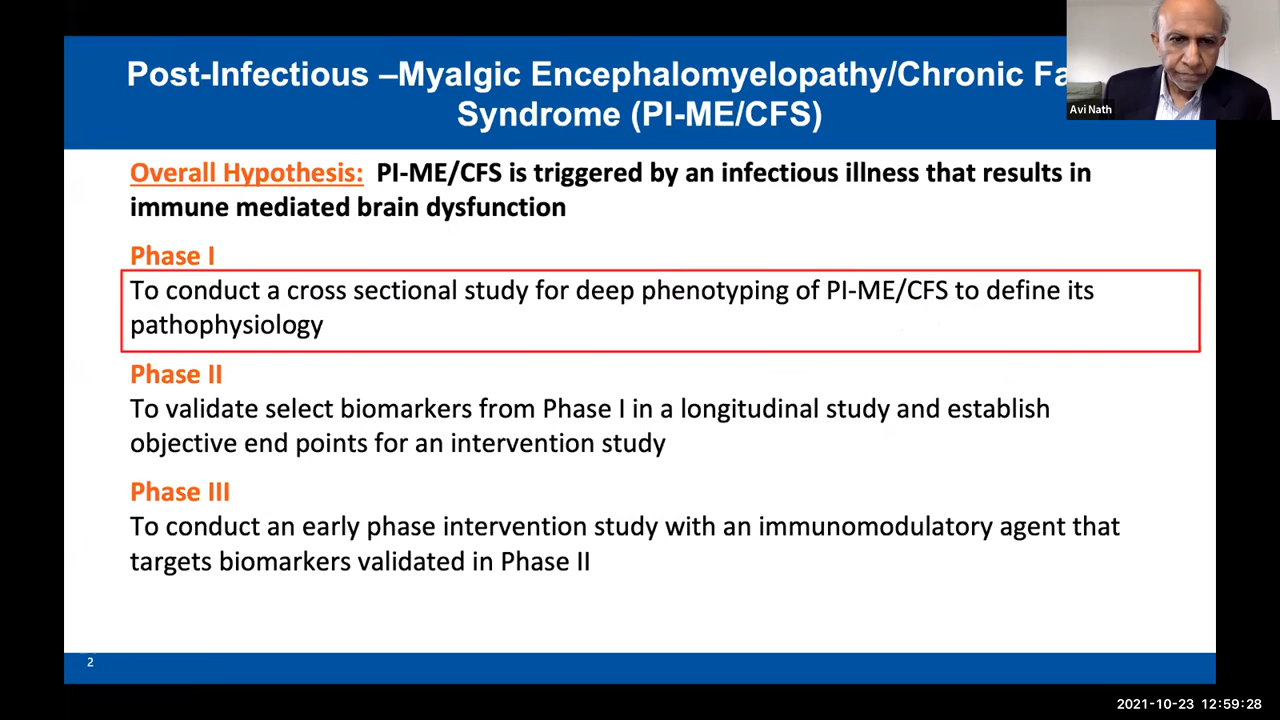 Post-Infectious –Myalgic Encephalomyelopathy/Chronic Fa
Syndrome (PI-ME/CFS)
Avi Nath
Overall Hypothesis: PI-ME/CFS is triggered by an infectious illness that results in
immune mediated brain dysfunction
Phase I
To conduct a cross sectional study for deep phenotyping of PI-ME/CFS to define its
pathophysiology
Phase II
To validate select biomarkers from Phase I in a longitudinal study and establish
objective end points for an intervention study
Phase III
To conduct an early phase intervention study with an immunomodulatory agent that
targets biomarkers validated in Phase II
2
2021-10-23 12:59:28